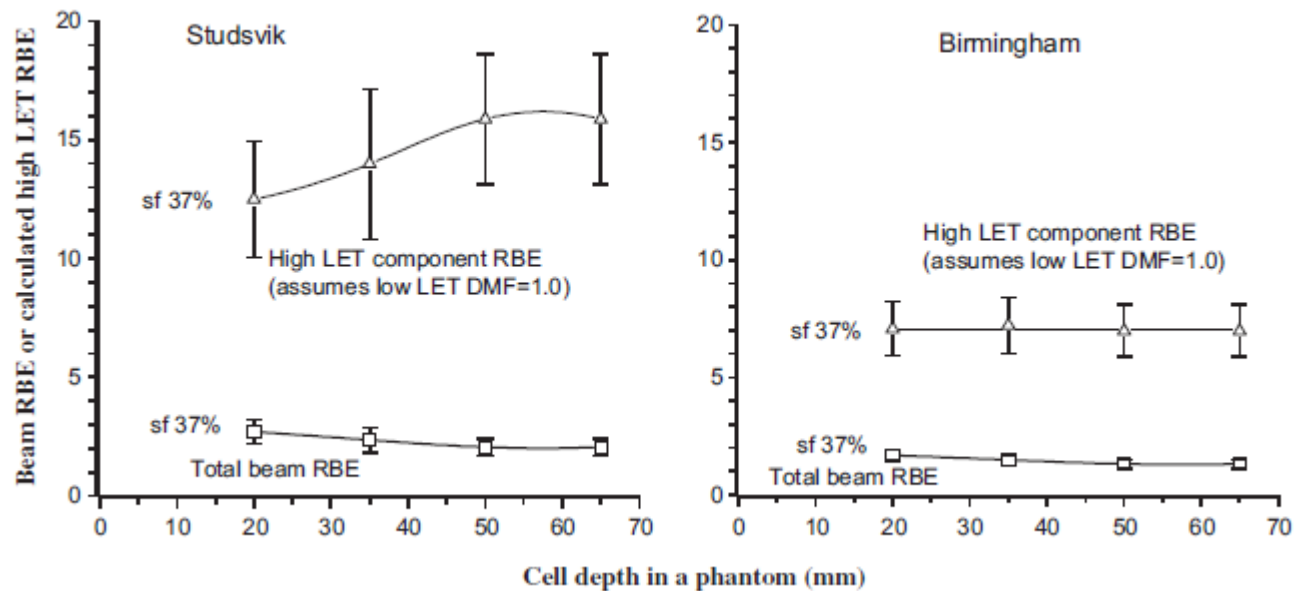 Beam RBE or calculated high LET RBE
20
15
10
5
0
Studsvik
sf 37%
High LET component RBE
(assumes low LET DMF=1.0)
sf 37%
Total beam RBE
0 10 20 30 40 50 60 70
20
15
10
5
0
Birmingham
High LET component RBE
(assumes low LET DMF=1.0)
sf 37%
sf 37%
Total beam RBE
0 10 20 30 40 50 60 70
Cell depth in a phantom (mm)